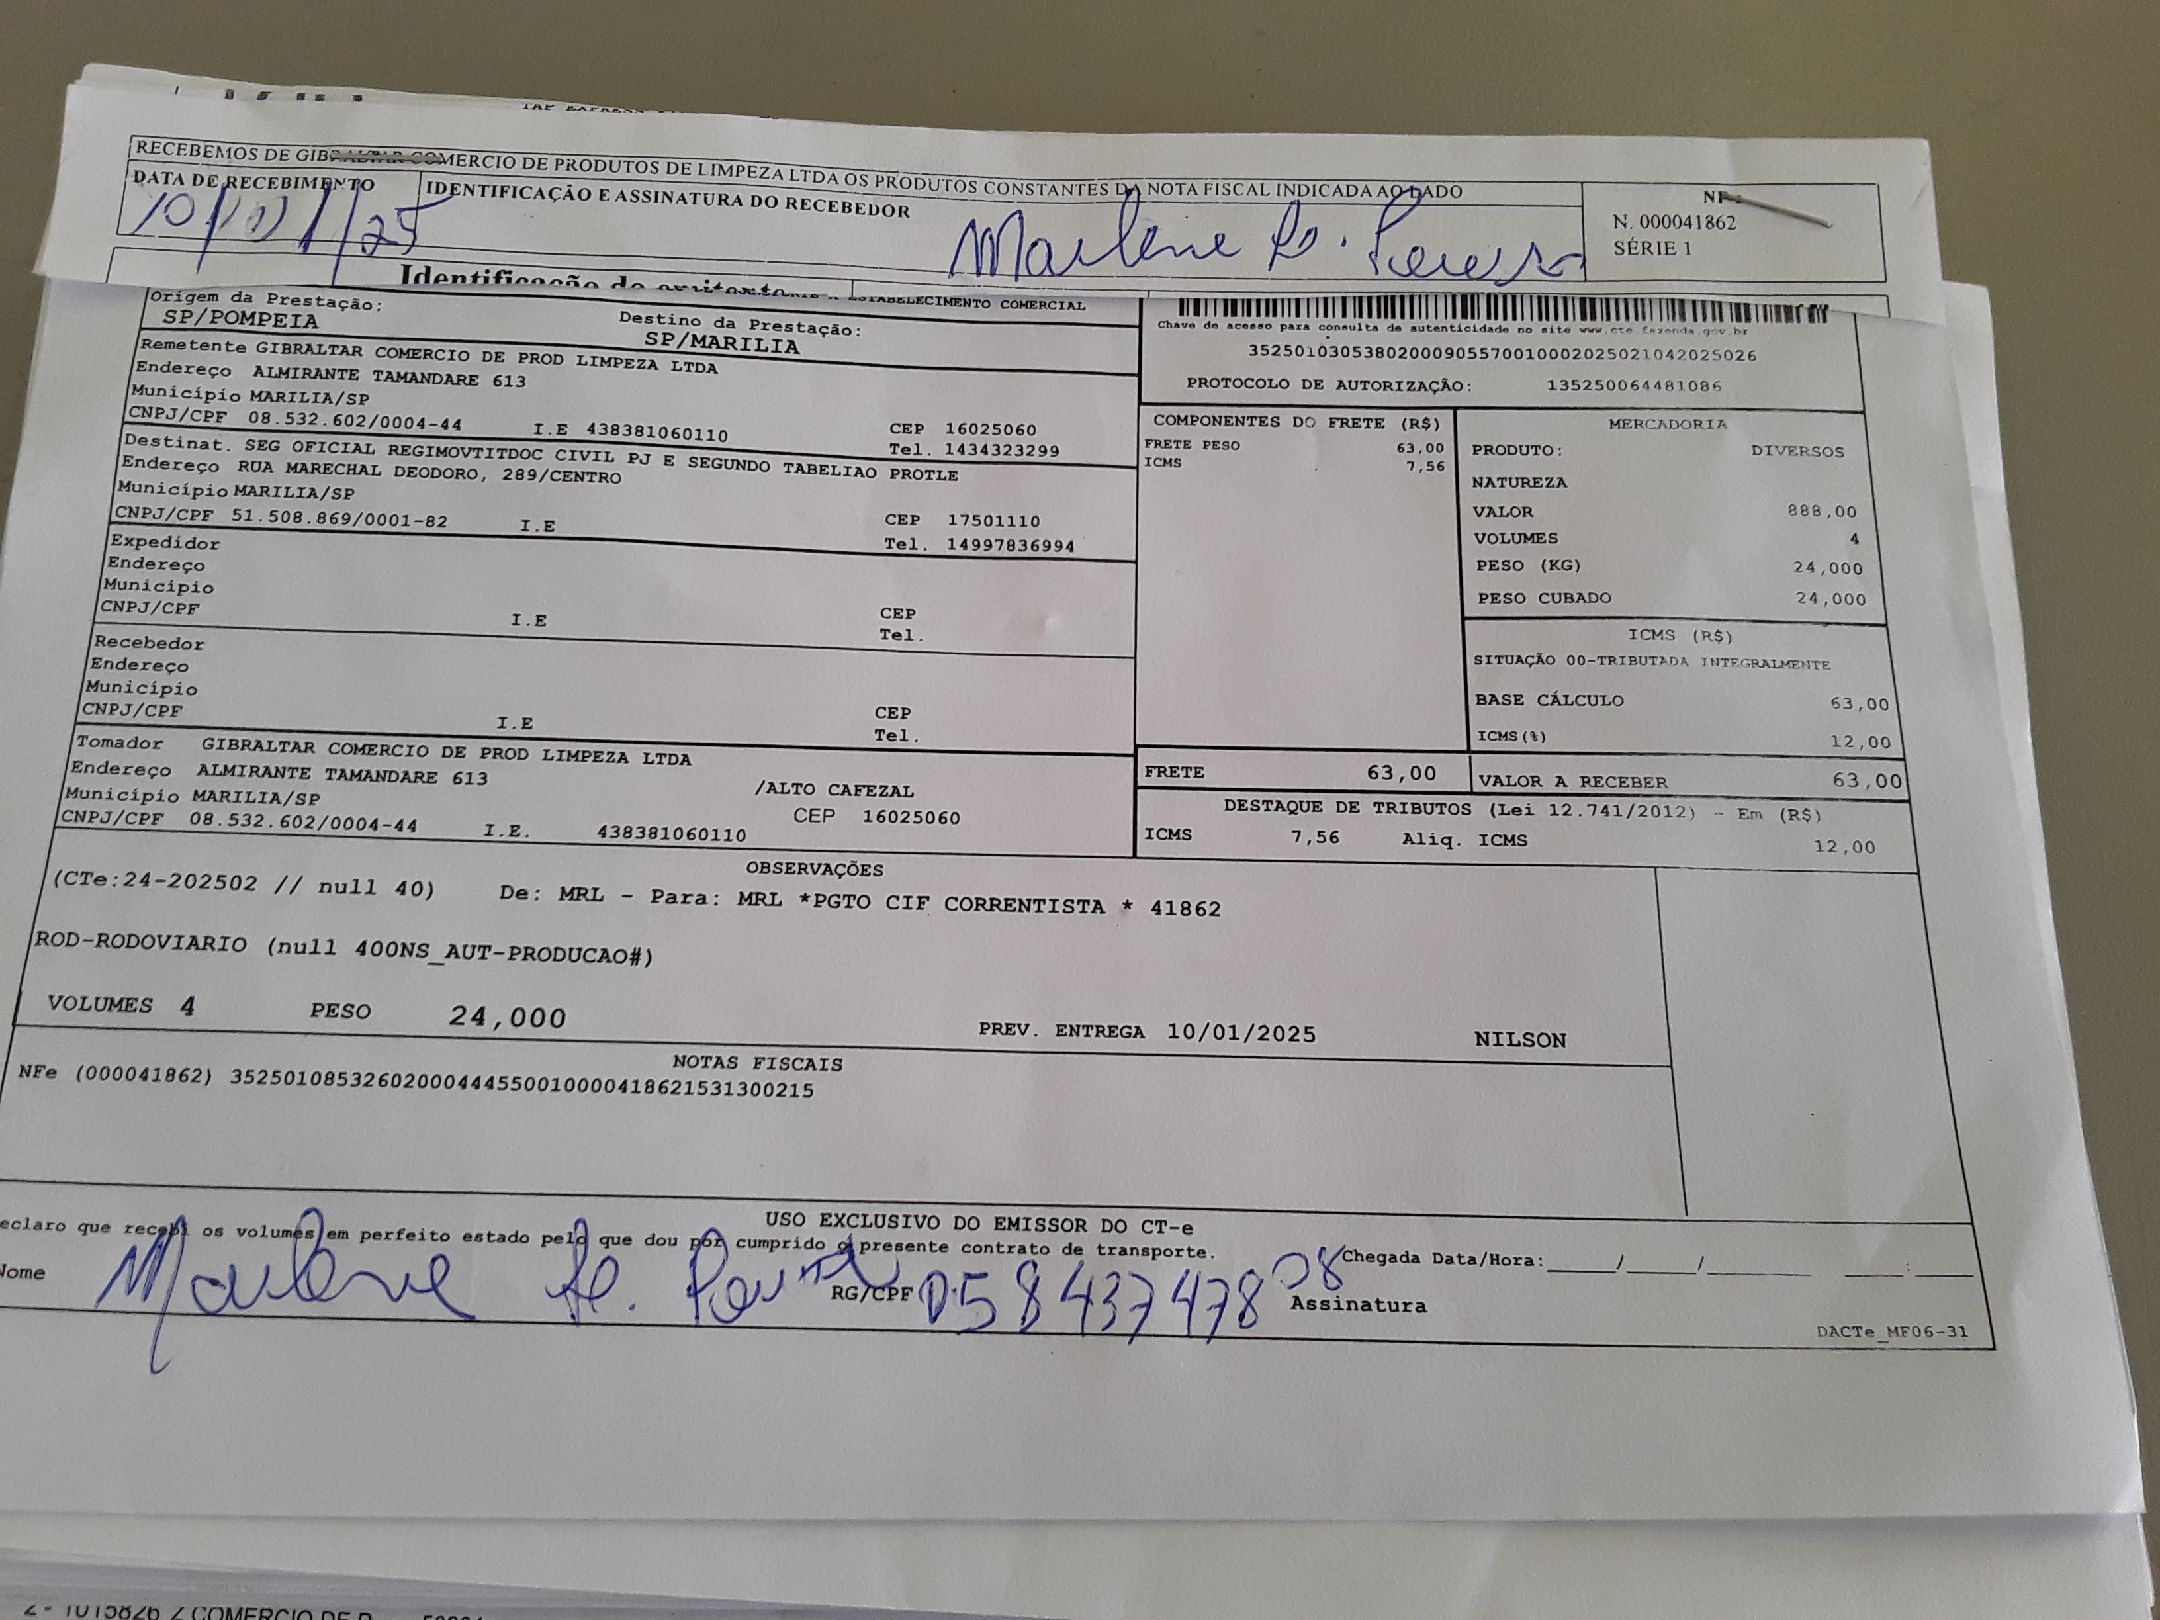 RECEBEMOS DE GIBRALTAR COMERCIO DE PRODUTOS DE LIMPEZA LTDA OS PRODUTOS CONSTANTES DA NOTA FISCAL INDICADA AO LADO
DATA DE RECEBIMENTO
IDENTIFICAÇÃO E ASSINATURA DO RECEBEDOR
Marlene
N. 000041862
SÉRIE 1
ESTABELECIMENTO COMERCIAL
Origem da Prestação:
SP/POMPEIA
Destino da Prestação:
SP/MARILIA
Remetente GIBRALTAR COMERCIO DE PROD LIMPEZA LTDA
Endereço ALMIRANTE TAMANDARE 613
Município MARILIA/SP
CNPJ/CPF 08.532.602/0004-44 I.E 438381060110
CEP 16025060
Tel. 1434323299
Destinat. SEG OFICIAL REGIMOVTITDOC CIVIL PJ E SEGUNDO TABELIAO PROTLE
Endereço RUA MARECHAL DEODORO, 289/CENTRO
Município MARILIA/SP
CNPJ/CPF 51.508.869/0001-82 I.E
CEP 17501110
Tel. 14997836994
Expedidor
Endereço
Município
CNPJ/CPF I.E
CEP
Tel.
Recebedor
Endereço
Município
CNPJ/CPF I.E
CEP
Tel.
Tomador GIBRALTAR COMERCIO DE PROD LIMPEZA LTDA
Endereço ALMIRANTE TAMANDARE 613 /ALTO CAFEZAL
Município MARILIA/SP CEP 16025060
CNPJ/CPF 08.532.602/0004-44 I.E. 438381060110
Chave de acesso para consulta de autenticidade no site www.cte.fazenda.gov.br
35250103053802000905570010002025021042025026
PROTOCOLO DE AUTORIZAÇÃO: 135250064481086
COMPONENTES DO FRETE (R$)
FRETE PESO 63,00
ICMS 7,56
MERCADORIA
PRODUTO: DIVERSOS
NATUREZA
VALOR 888,00
VOLUMES 4
PESO (KG) 24,000
PESO CUBADO 24,000
ICMS (R$)
SITUAÇÃO 00-TRIBUTADA INTEGRALMENTE
BASE CÁLCULO 63,00
ICMS(%) 12,00
FRETE 63,00
VALOR A RECEBER 63,00
DESTAQUE DE TRIBUTOS (Lei 12.741/2012) - Em (R$)
ICMS 7,56 Aliq. ICMS 12,00
OBSERVAÇÕES
(CTe:24-202502 // null 40) De: MRL - Para: MRL *PGTO CIF CORRENTISTA * 41862
ROD-RODOVIARIO (null 400NS_AUT-PRODUCAO#)
VOLUMES 4 PESO 24,000 PREV. ENTREGA 10/01/2025 NILSON
NOTAS FISCAIS
NFe (000041862) 35250108532602000444550010000418621531300215
USO EXCLUSIVO DO EMISSOR DO CT-e
eclaro que recebi os volumes em perfeito estado pelo que dou por cumprido o presente contrato de transporte.
Chegada Data/Hora:____/____/______ ____:____
Nome Marlene
RG/CPF 058437478 08
Assinatura
DACTe_MF06-31